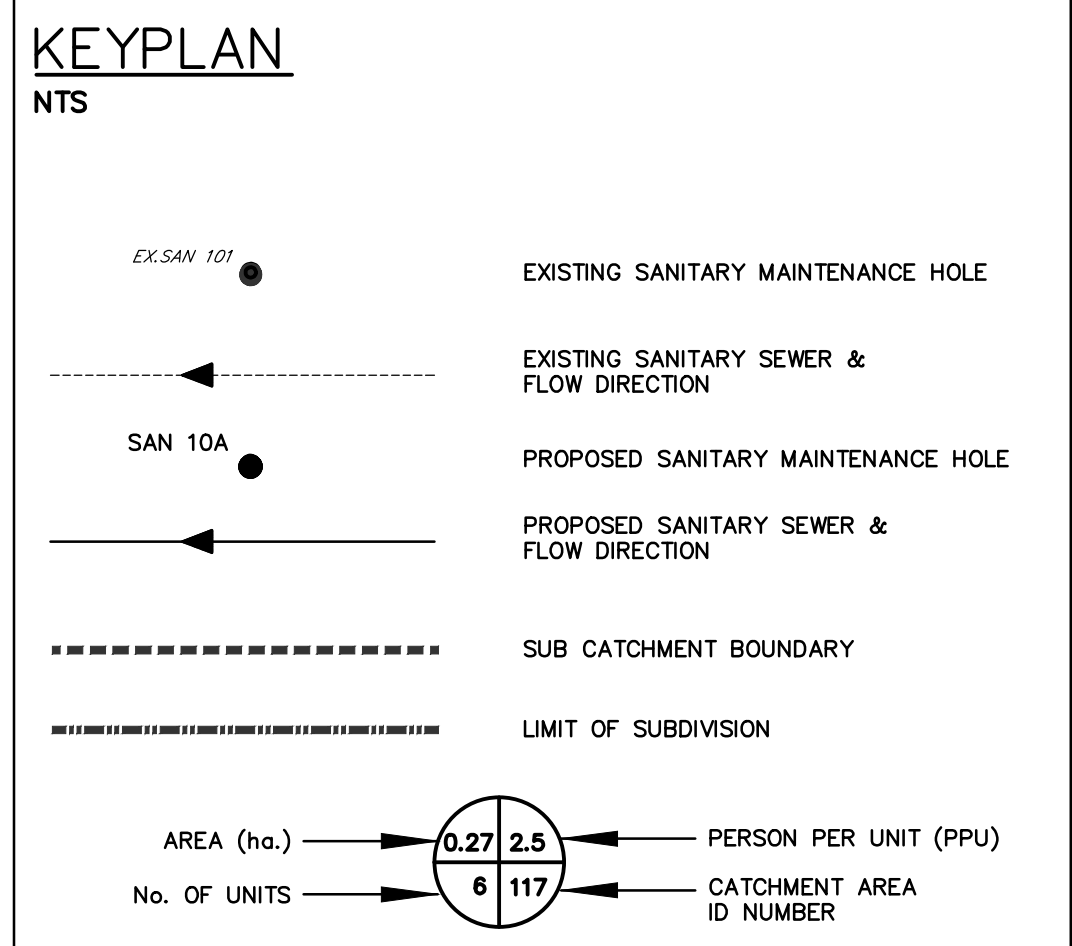 KEYPLAN
NTS
EX.SAN 101
EXISTING SANITARY MAINTENANCE HOLE
EXISTING SANITARY SEWER &
FLOW DIRECTION
SAN 10A
PROPOSED SANITARY MAINTENANCE HOLE
PROPOSED SANITARY SEWER &
FLOW DIRECTION
SUB CATCHMENT BOUNDARY
LIMIT OF SUBDIVISION
AREA (ha.)
0.27
2.5
PERSON PER UNIT (PPU)
No. OF UNITS
6
117
CATCHMENT AREA
ID NUMBER